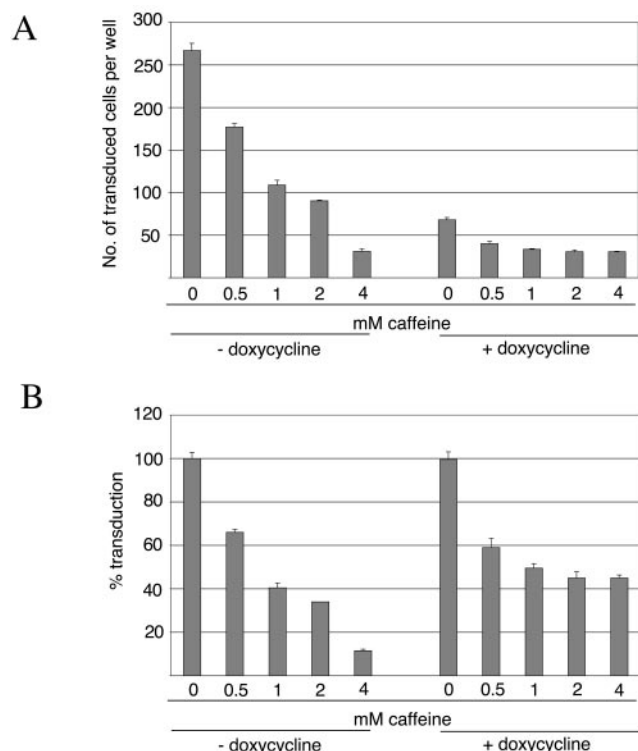 A
No. of transduced cells per well
300
250
200
150
100
50
0 0.5 1 2 4 0 0.5 1 2 4
mM caffeine
- doxycycline + doxycycline
B
% transduction
120
100
80
60
40
20
0 0.5 1 2 4 0 0.5 1 2 4
mM caffeine
- doxycycline + doxycycline